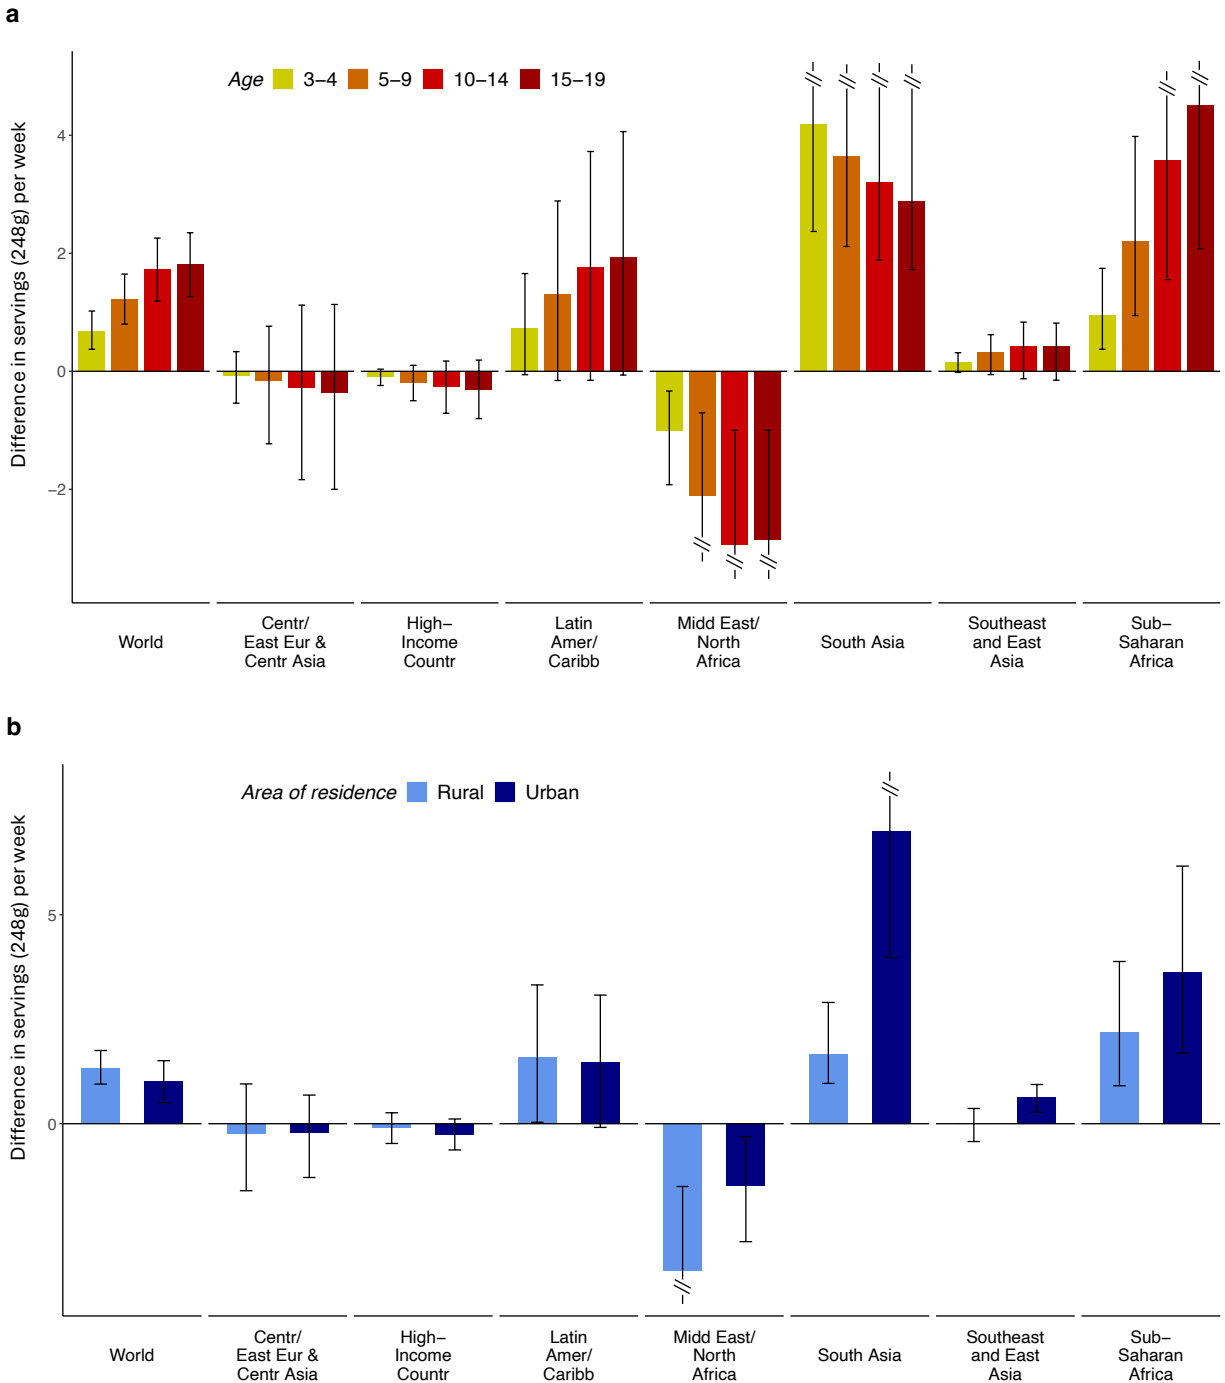 a
Age 3–4 5–9 10–14 15–19
Difference in servings (248g) per week
4
2
0
−2
World
Centr/
East Eur &
Centr Asia
High−
Income
Countr
Latin
Amer/
Caribb
Midd East/
North
Africa
South Asia
Southeast
and East
Asia
Sub−
Saharan
Africa
b
Area of residence Rural Urban
Difference in servings (248g) per week
5
0
World
Centr/
East Eur &
Centr Asia
High−
Income
Countr
Latin
Amer/
Caribb
Midd East/
North
Africa
South Asia
Southeast
and East
Asia
Sub−
Saharan
Africa